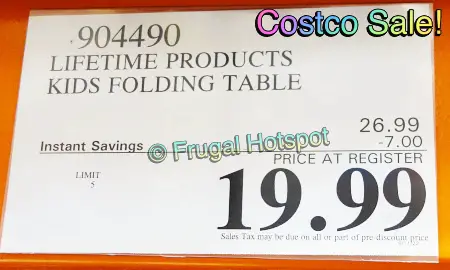 Costco Sale!
904490
LIFETIME PRODUCTS
KIDS FOLDING TABLE
26.99
Instant Savings -7.00
© Frugal Hotspot
PRICE AT REGISTER
LIMIT
5
19.99
Sales Tax may be due on all or part of pre-discount price